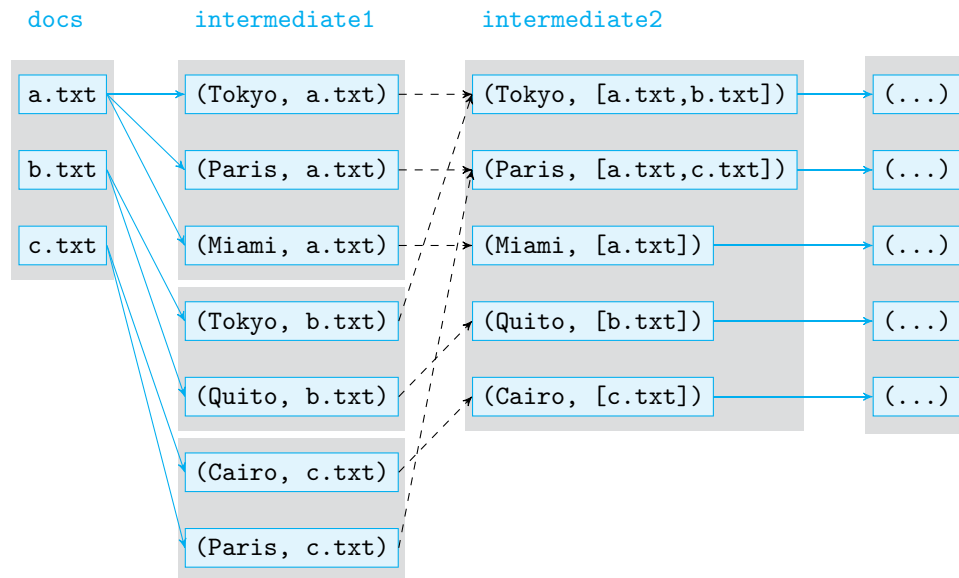 docs intermediate1 intermediate2
a.txt (Tokyo, a.txt) (Tokyo, [a.txt,b.txt]) (...)
b.txt (Paris, a.txt) (Paris, [a.txt,c.txt]) (...)
c.txt (Miami, a.txt) (Miami, [a.txt]) (...)
(Tokyo, b.txt) (Quito, [b.txt]) (...)
(Quito, b.txt) (Cairo, [c.txt]) (...)
(Cairo, c.txt)
(Paris, c.txt)